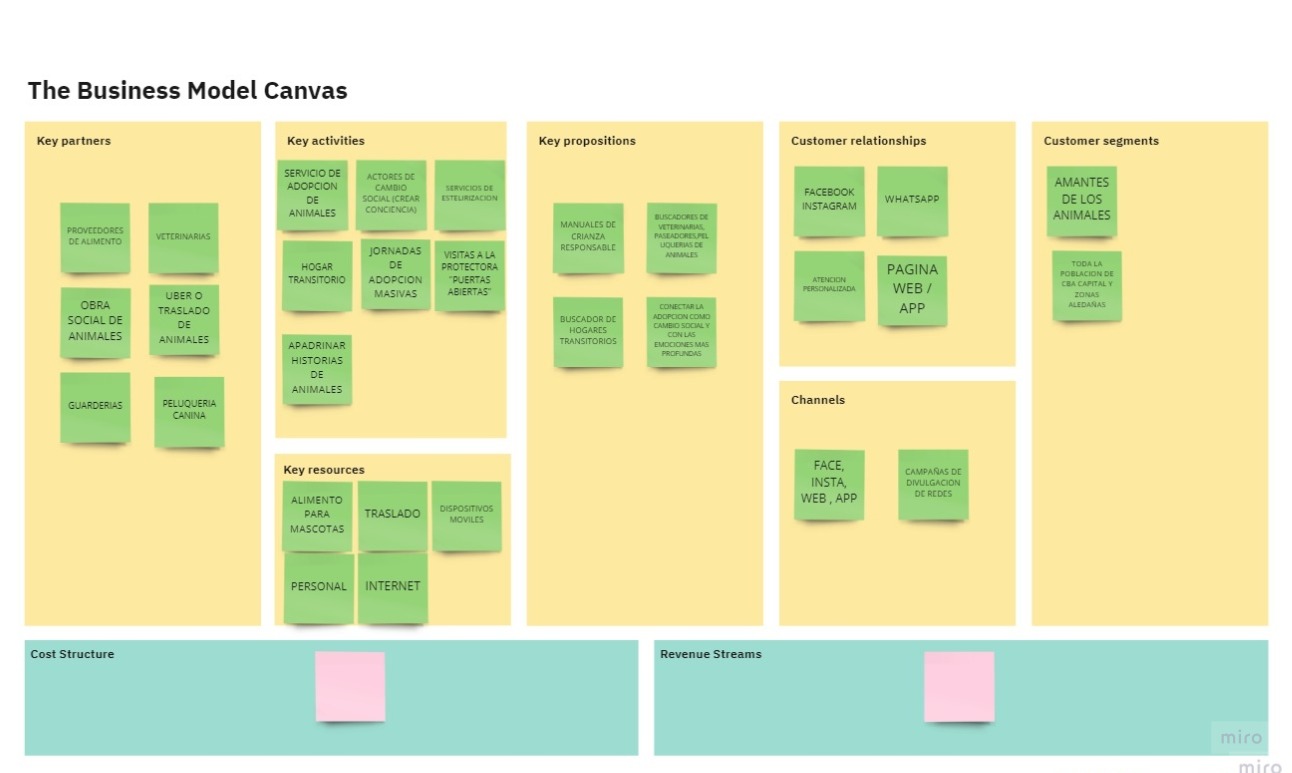 The Business Model Canvas
Key partners
PROVEEDORES
DE ALIMENTO
VETERINARIAS
OBRA
SOCIAL DE
ANIMALES
UBER O
TRASLADO
DE
ANIMALES
GUARDERIAS
PELUQUERIA
CANINA
Key activities
SERVICIO DE
ADOPCION
DE
ANIMALES
ACTORES DE
CAMBIO
SOCIAL (CREAR
CONCIENCIA)
SERVICIOS DE
ESTEURIZACION
HOGAR
TRANSITORIO
JORNADAS
DE
ADOPCION
MASIVAS
VISITAS A LA
PROTECTORA
"PUERTAS
ABIERTAS"
APADRINAR
HISTORIAS
DE
ANIMALES
Key resources
ALIMENTO
PARA
MASCOTAS
TRASLADO
DISPOSITIVOS
MOVILES
PERSONAL
INTERNET
Key propositions
MANUALES DE
CRIANZA
RESPONSABLE
BUSCADORES DE
VETERINARIAS,
PASEADORES,PEL
UQUERIAS DE
ANIMALES
BUSCADOR DE
HOGARES
TRANSITORIOS
CONECTAR LA
ADOPCION COMO
CAMBIO SOCIAL Y
CON LAS
EMOCIONES MAS
PROFUNDAS
Customer relationships
FACEBOOK
INSTAGRAM
WHATSAPP
ATENCION
PERSONALIZADA
PAGINA
WEB /
APP
Channels
FACE,
INSTA,
WEB , APP
CAMPAÑAS DE
DIVULGACION
DE REDES
Customer segments
AMANTES
DE LOS
ANIMALES
TODA LA
POBLACION DE
CBA CAPITAL Y
ZONAS
ALEDAÑAS
Cost Structure
Revenue Streams
miro
miro